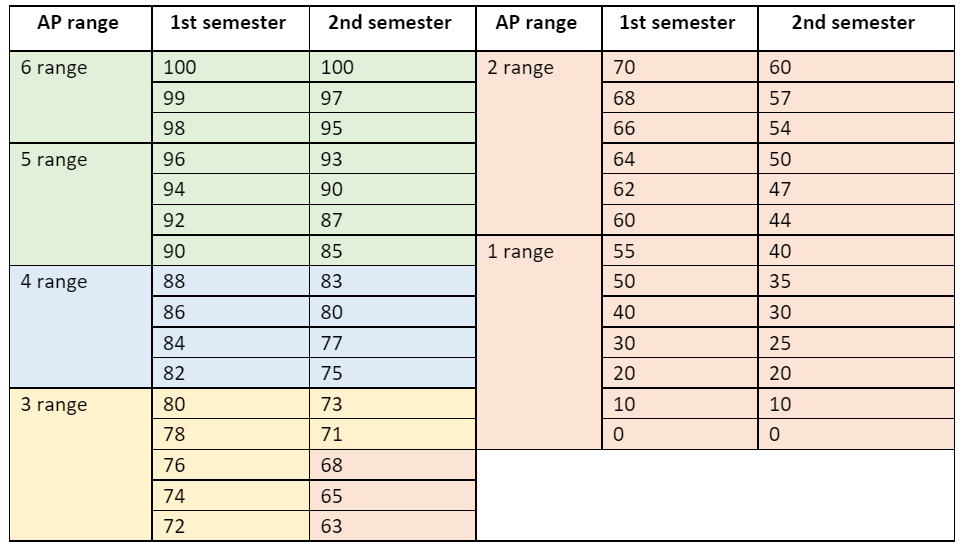 AP range 1st semester 2nd semester AP range 1st semester 2nd semester
6 range 100 100 2 range 70 60
99 97 68 57
98 95 66 54
5 range 96 93 64 50
94 90 62 47
92 87 60 44
90 85 1 range 55 40
4 range 88 83 50 35
86 80 40 30
84 77 30 25
82 75 20 20
3 range 80 73 10 10
78 71 0 0
76 68
74 65
72 63